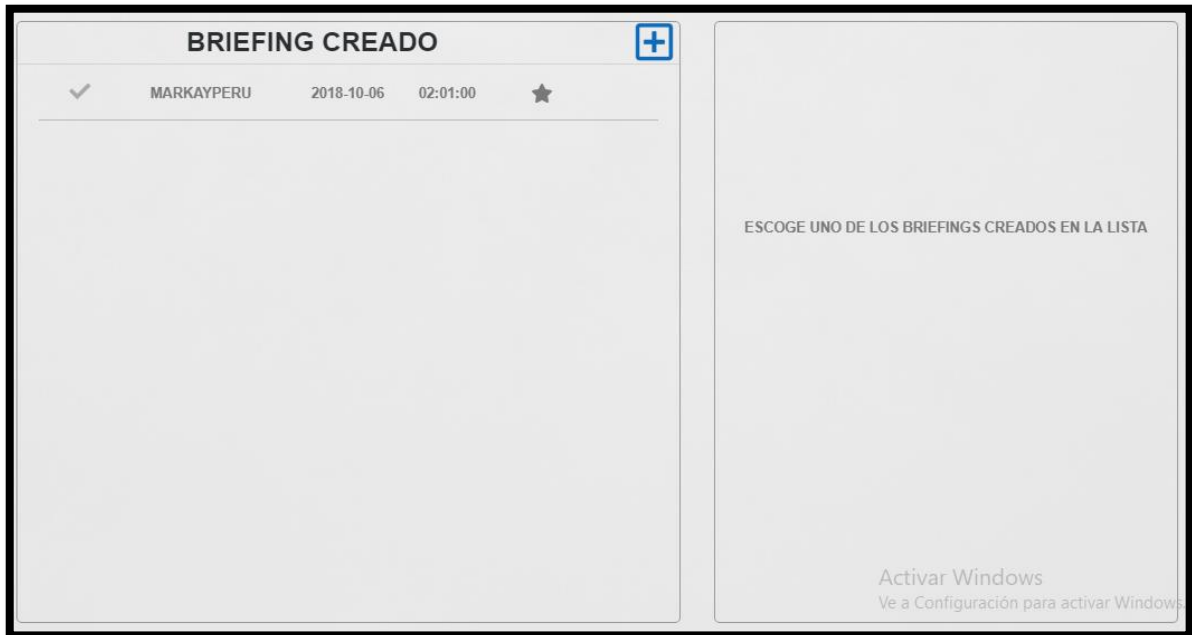 BRIEFING CREADO
MARKAYPERU 2018-10-06 02:01:00
ESCOGE UNO DE LOS BRIEFINGS CREADOS EN LA LISTA
Activar Windows
Ve a Configuración para activar Windows.